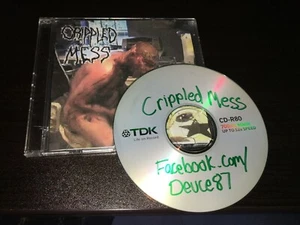 CRIPPLED
MESS
Crippled Mess
TDK
CD-R80
Facebook.com/
Deuce87